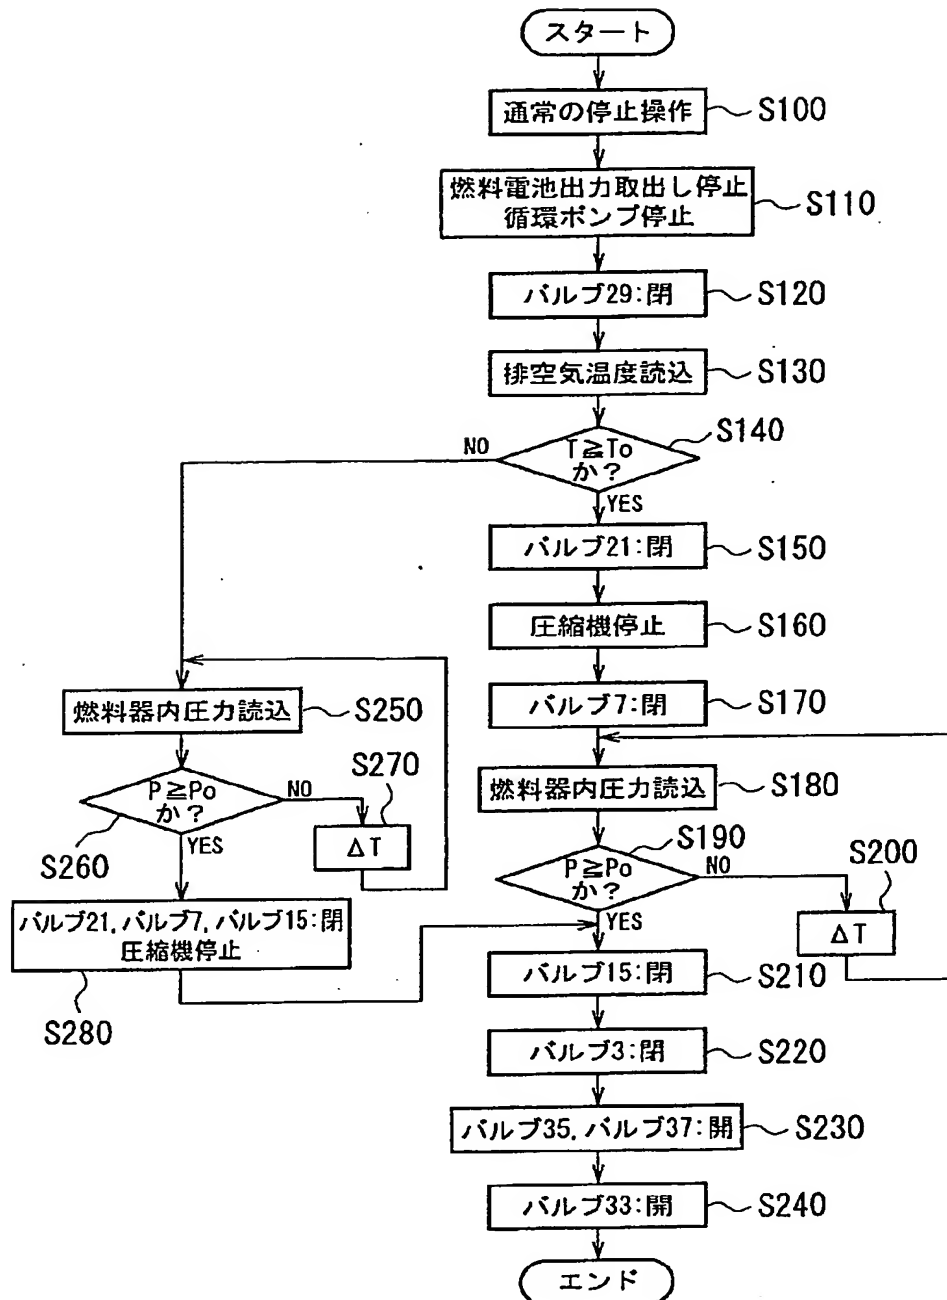 スタート
通常の停止操作
S100
燃料電池出力取出し停止
循環ポンプ停止
S110
バルブ29:閉
S120
排空気温度読込
S130
T≧To
か?
S140
NO
YES
バルブ21:閉
S150
圧縮機停止
S160
バルブ7:閉
S170
燃料器内圧力読込
S250
P≧Po
か?
S260
NO
S270
ΔT
YES
バルブ21,バルブ7,バルブ15:閉
圧縮機停止
S280
燃料器内圧力読込
S180
P≧Po
か?
S190
NO
S200
ΔT
YES
バルブ15:閉
S210
バルブ3:閉
S220
バルブ35,バルブ37:開
S230
バルブ33:開
S240
エンド